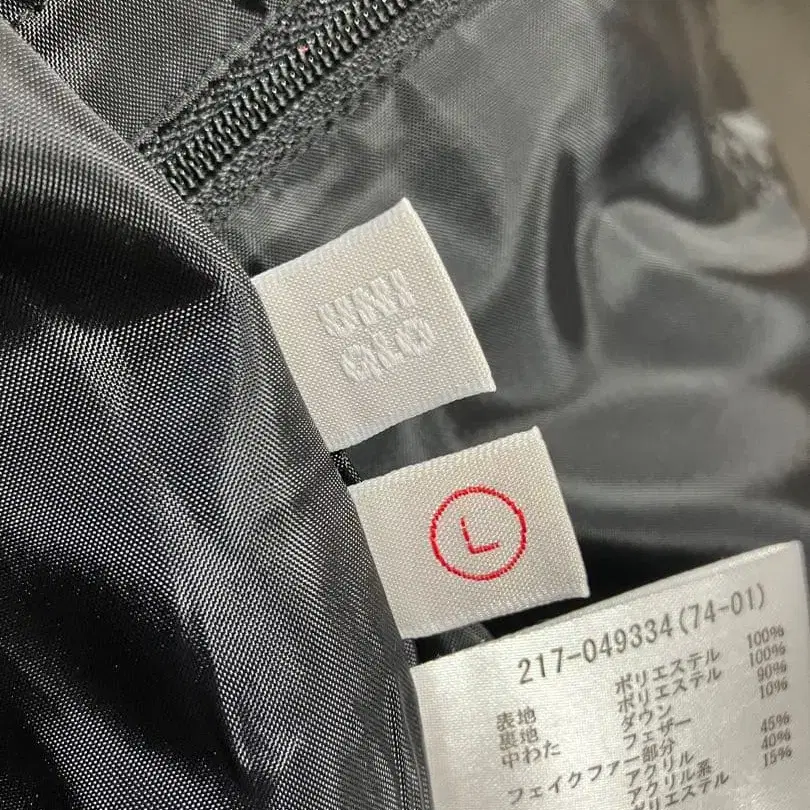 L
217-049334(74-01)
表地 ポリエステル 100%
裏地 ポリエステル 100%
中わた ダウン 90%
フェザー 10%
フェイクファー部分
アクリル 45%
アクリル系 40%
15%